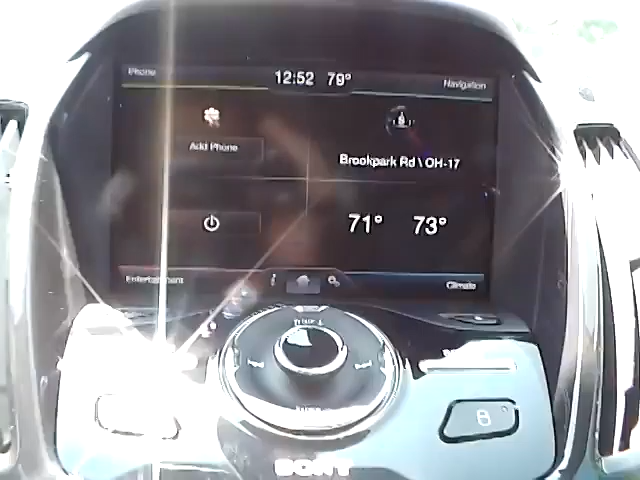 Phone
12:52 79°
Navigation
Add Phone
Brookpark Rd \ OH-17
71° 73°
Entertainment
Climate
SONY